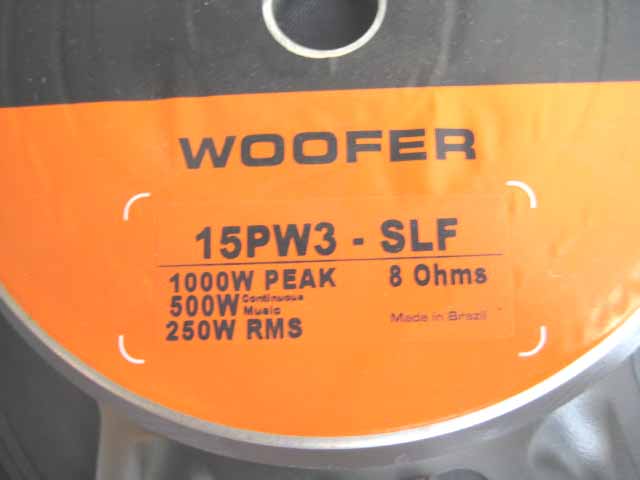 WOOFER
15PW3 - SLF
1000W PEAK 8 Ohms
500W Continuous Music
250W RMS Made in Brazil